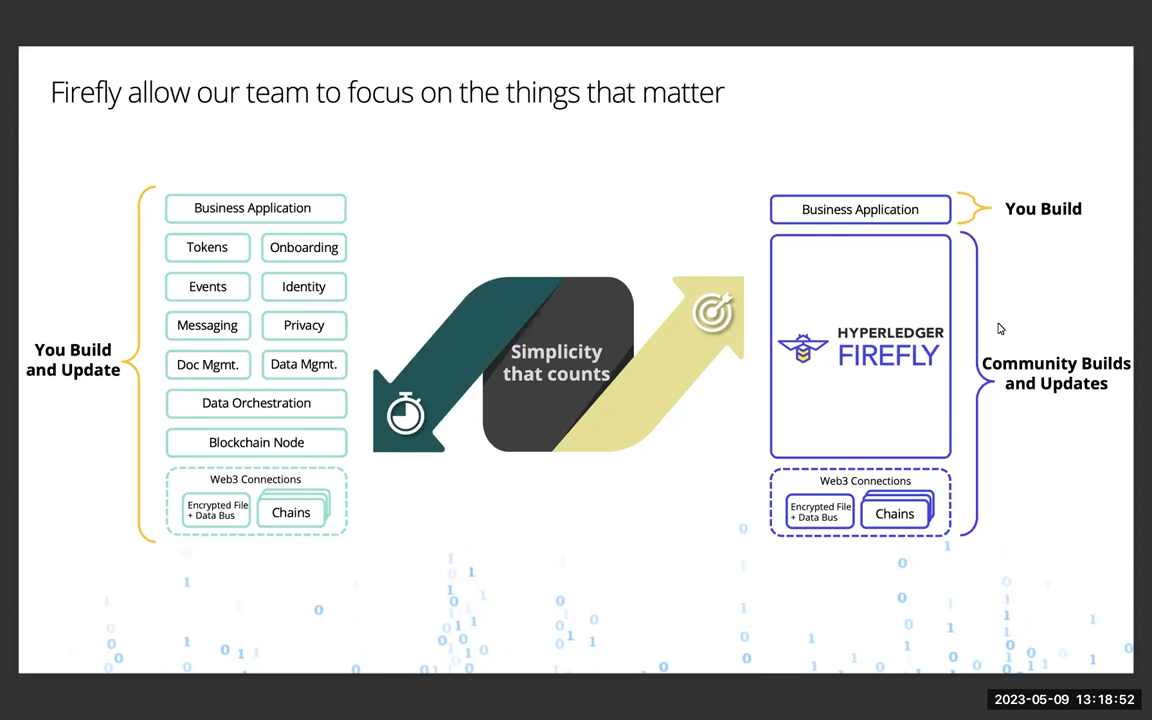 Firefly allow our team to focus on the things that matter
You Build
and Update
Business Application
Tokens
Onboarding
Events
Identity
Messaging
Privacy
Doc Mgmt.
Data Mgmt.
Data Orchestration
Blockchain Node
Web3 Connections
Encrypted File
+ Data Bus
Chains
Simplicity
that counts
Business Application
You Build
HYPERLEDGER
FIREFLY
Community Builds
and Updates
Web3 Connections
Encrypted File
+ Data Bus
Chains
2023-05-09 13:18:52